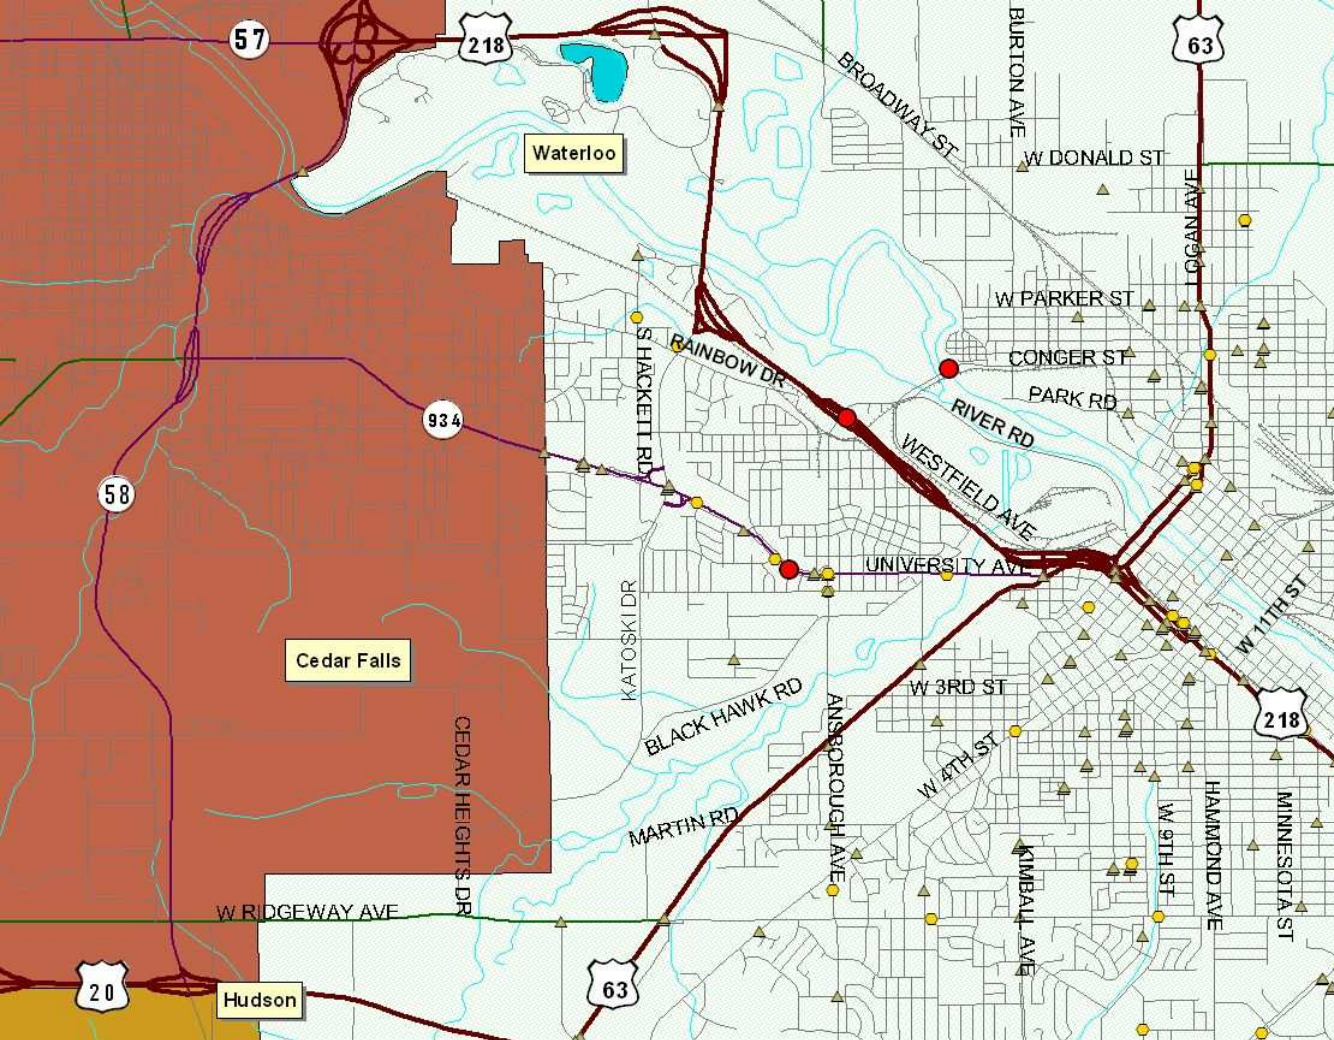 57
218
63
BROADWAY ST
BURTON AVE
Waterloo
W DONALD ST
LOGAN AVE
W PARKER ST
S HACKETT RD
RAINBOW DR
CONGER ST
PARK RD
934
RIVER RD
WESTFIELD AVE
58
UNIVERSITY AVE
KATOSKI DR
W 11TH ST
Cedar Falls
W 3RD ST
BLACK HAWK RD
218
CEDAR HEIGHTS DR
ANSBOROUGH AVE
W 4TH ST
MARTIN RD
KIMBALL AVE
W 9TH ST
HAMMOND AVE
MINNESOTA ST
W RIDGEWAY AVE
20
Hudson
63